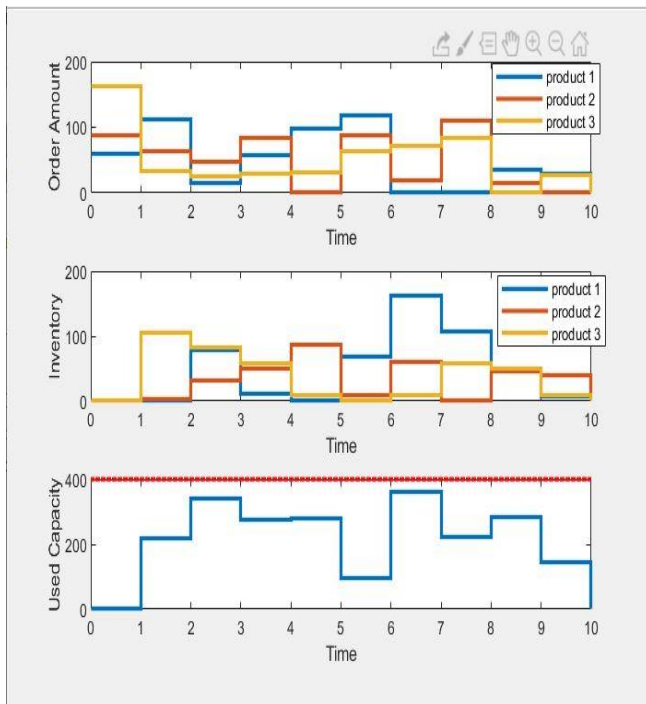 Order Amount
200
100
0
0 1 2 3 4 5 6 7 8 9 10
Time
product 1
product 2
product 3
Inventory
200
100
0
0 1 2 3 4 5 6 7 8 9 10
Time
product 1
product 2
product 3
Used Capacity
400
200
0
0 1 2 3 4 5 6 7 8 9 10
Time